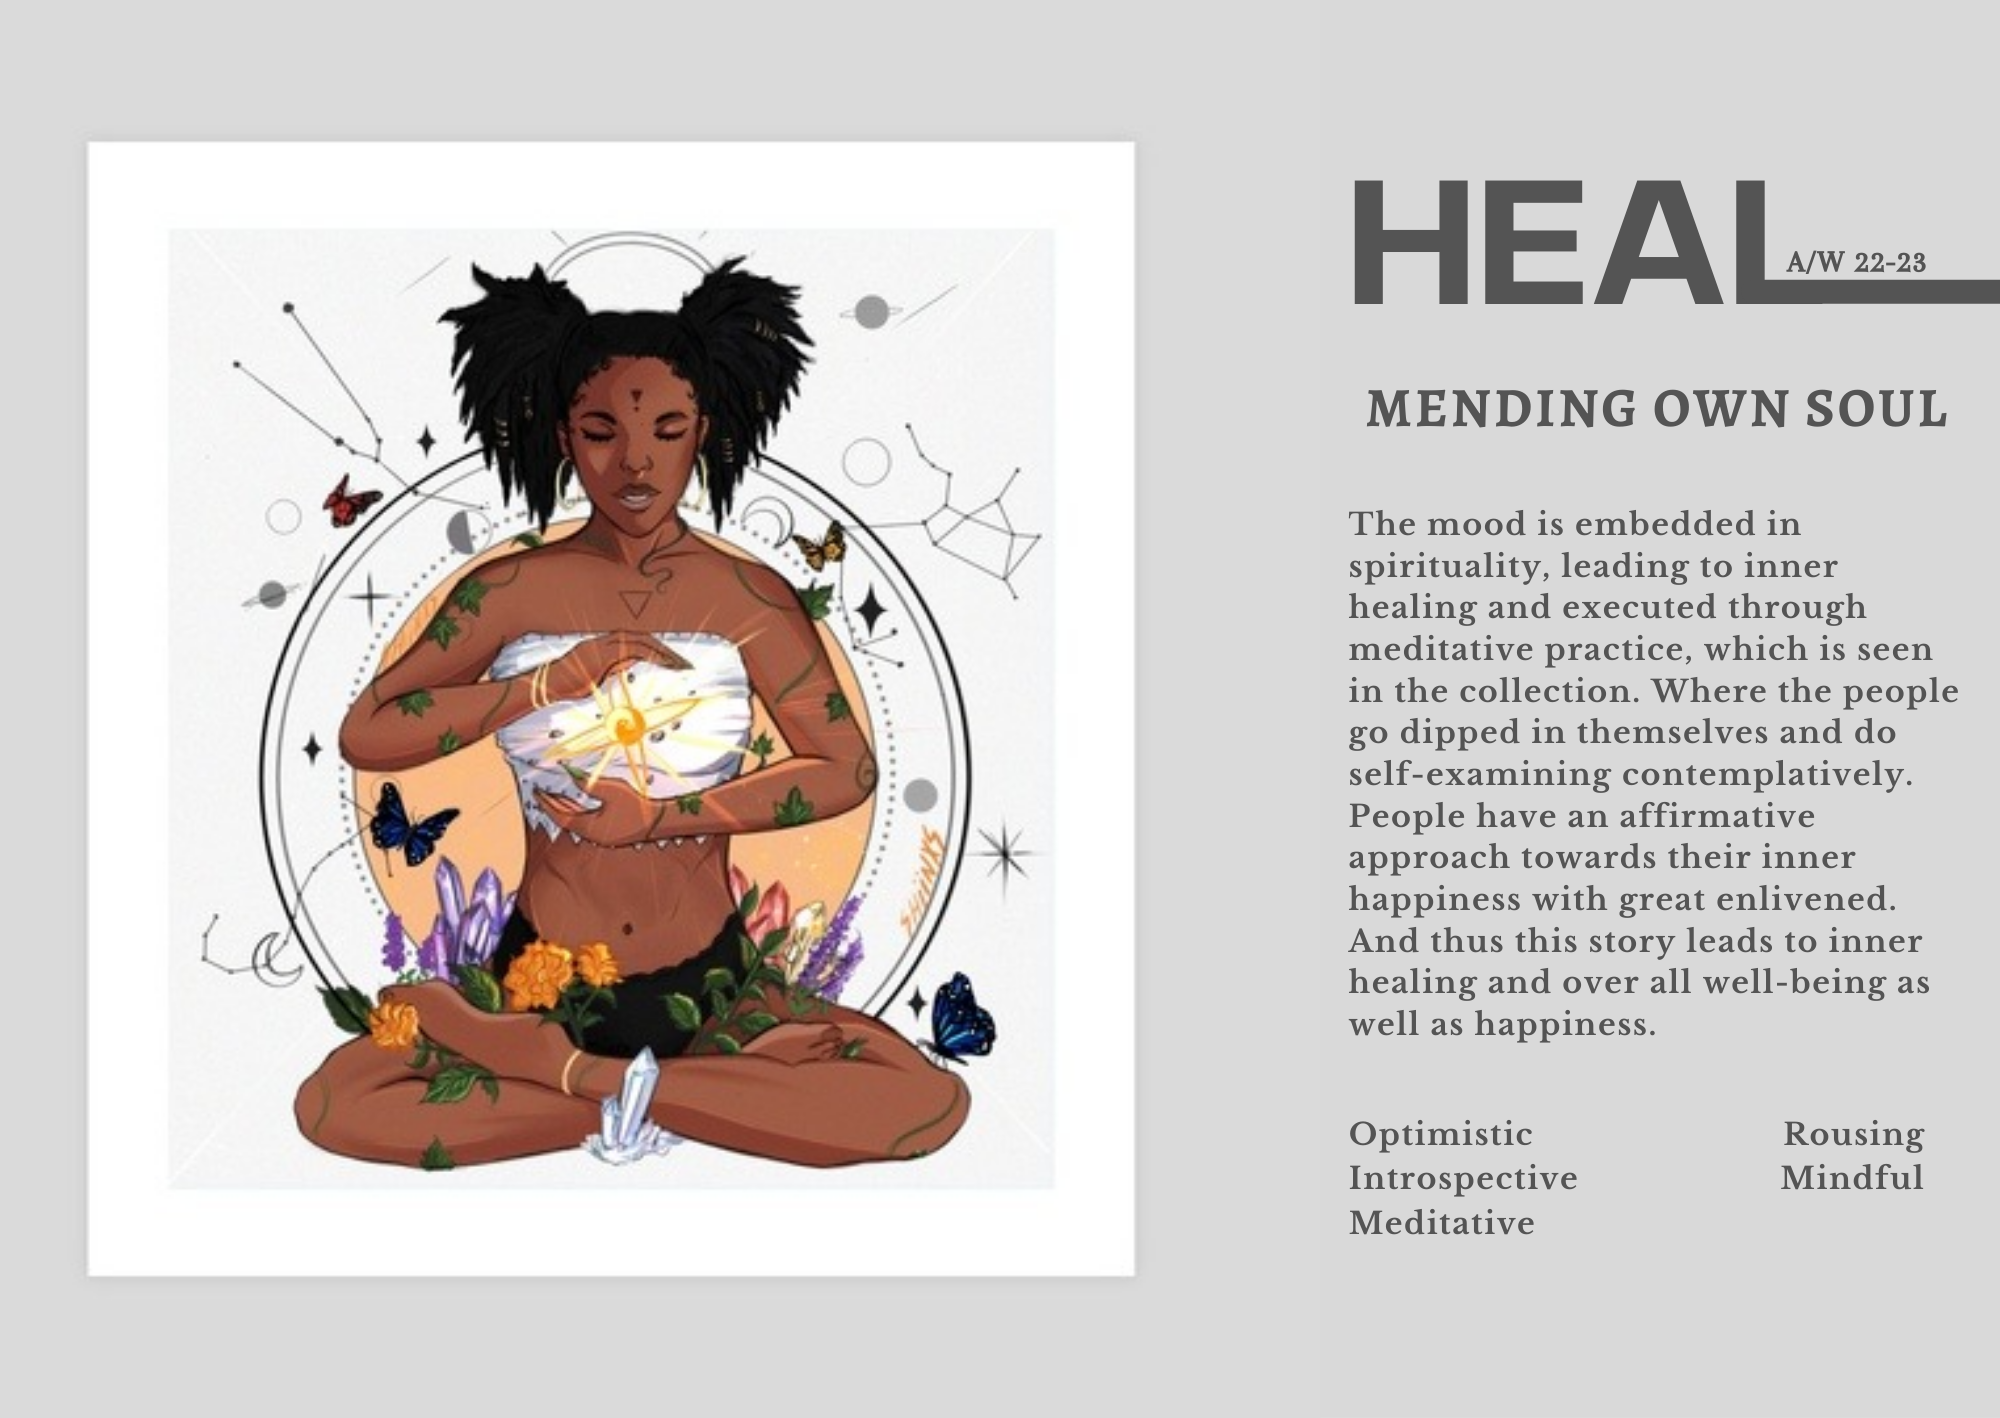 HEAL
A/W 22-23
MENDING OWN SOUL
The mood is embedded in
spirituality, leading to inner
healing and executed through
meditative practice, which is seen
in the collection. Where the people
go dipped in themselves and do
self-examining contemplatively.
People have an affirmative
approach towards their inner
happiness with great enlivened.
And thus this story leads to inner
healing and over all well-being as
well as happiness.
Optimistic
Introspective
Meditative
Rousing
Mindful
SHiiNKS